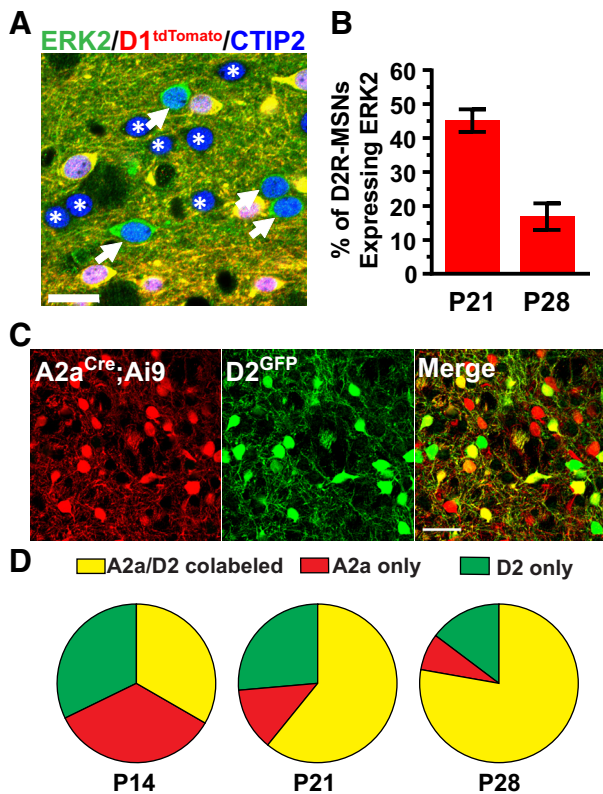 A
ERK2/D1tdTomato/CTIP2
* * * * * * * *
B
% of D2R-MSNs
Expressing ERK2
60
50
40
30
20
10
0
P21 P28
C
A2aCre;Ai9 D2GFP Merge
D
A2a/D2 colabeled A2a only D2 only
P14 P21 P28